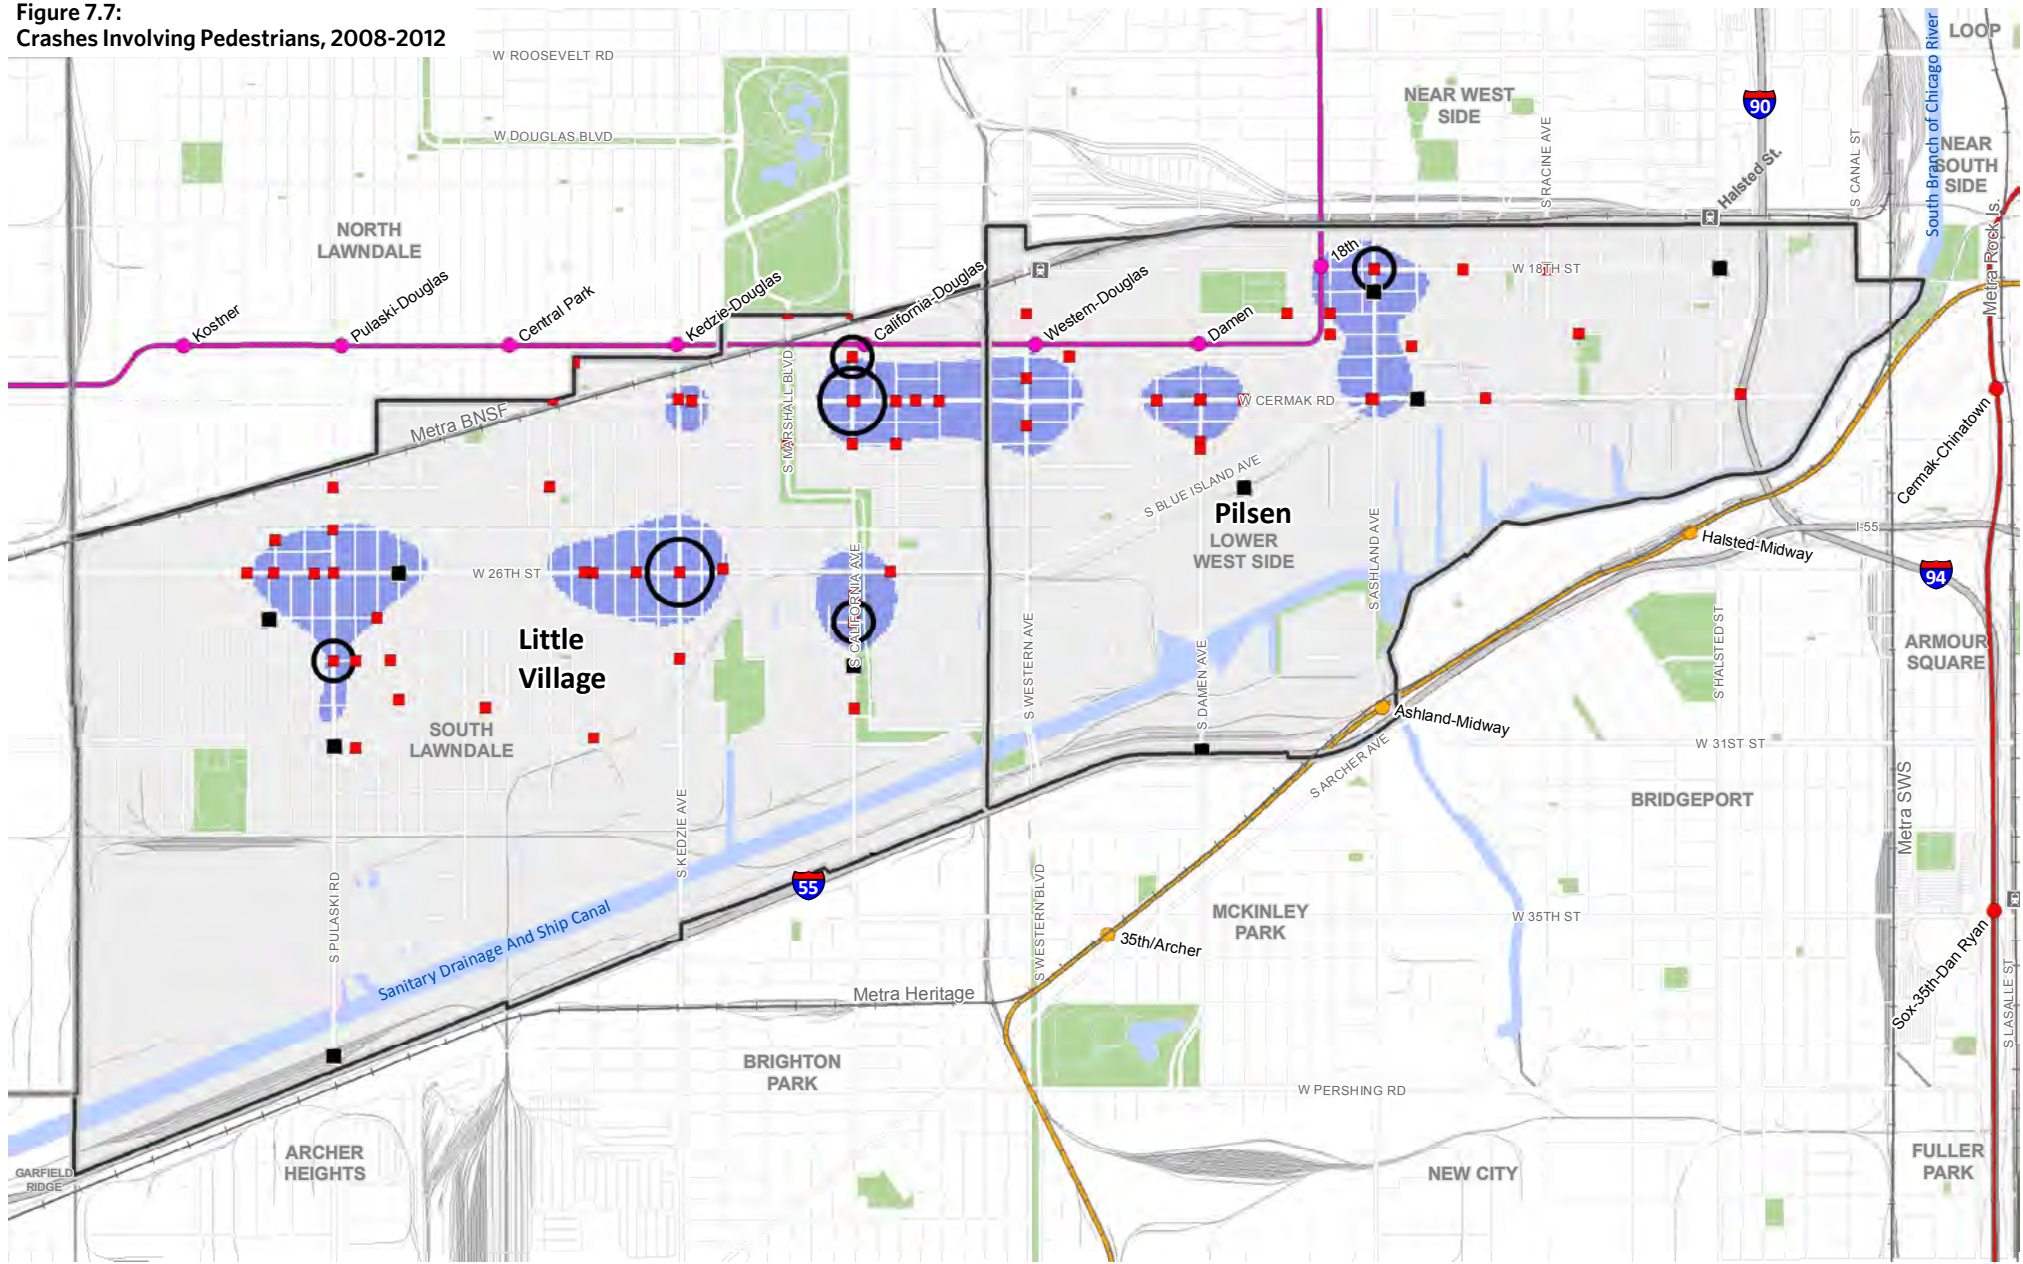 Figure 7.7:
Crashes Involving Pedestrians, 2008-2012
W ROOSEVELT RD
LOOP
South Branch of Chicago River
NEAR WEST
SIDE
90
S RACINE AVE
S CANAL ST
W DOUGLAS BLVD
NEAR
SOUTH
SIDE
Halsted St.
NORTH
LAWNDALE
Metra Rock Is.
Kostner
Pulaski-Douglas
Central Park
Kedzie-Douglas
California-Douglas
Western-Douglas
Damen
18th
W 18TH ST
Metra BNSF
S MARSHALL BLVD
W CERMAK RD
Cermak-Chinatown
S BLUE ISLAND AVE
Pilsen
LOWER
WEST SIDE
S ASHLAND AVE
I-55
Halsted-Midway
94
W 26TH ST
S CALIFORNIA AVE
Little
Village
S WESTERN AVE
S DAMEN AVE
S HALSTED ST
ARMOUR
SQUARE
SOUTH
LAWNDALE
Ashland-Midway
S ARCHER AVE
W 31ST ST
BRIDGEPORT
Metra SWS
S KEDZIE AVE
55
S PULASKI RD
Sanitary Drainage And Ship Canal
S WESTERN BLVD
35th/Archer
MCKINLEY
PARK
W 35TH ST
Sox-35th-Dan Ryan
S LASALLE ST
Metra Heritage
BRIGHTON
PARK
W PERSHING RD
ARCHER
HEIGHTS
GARFIELD
RIDGE
NEW CITY
FULLER
PARK